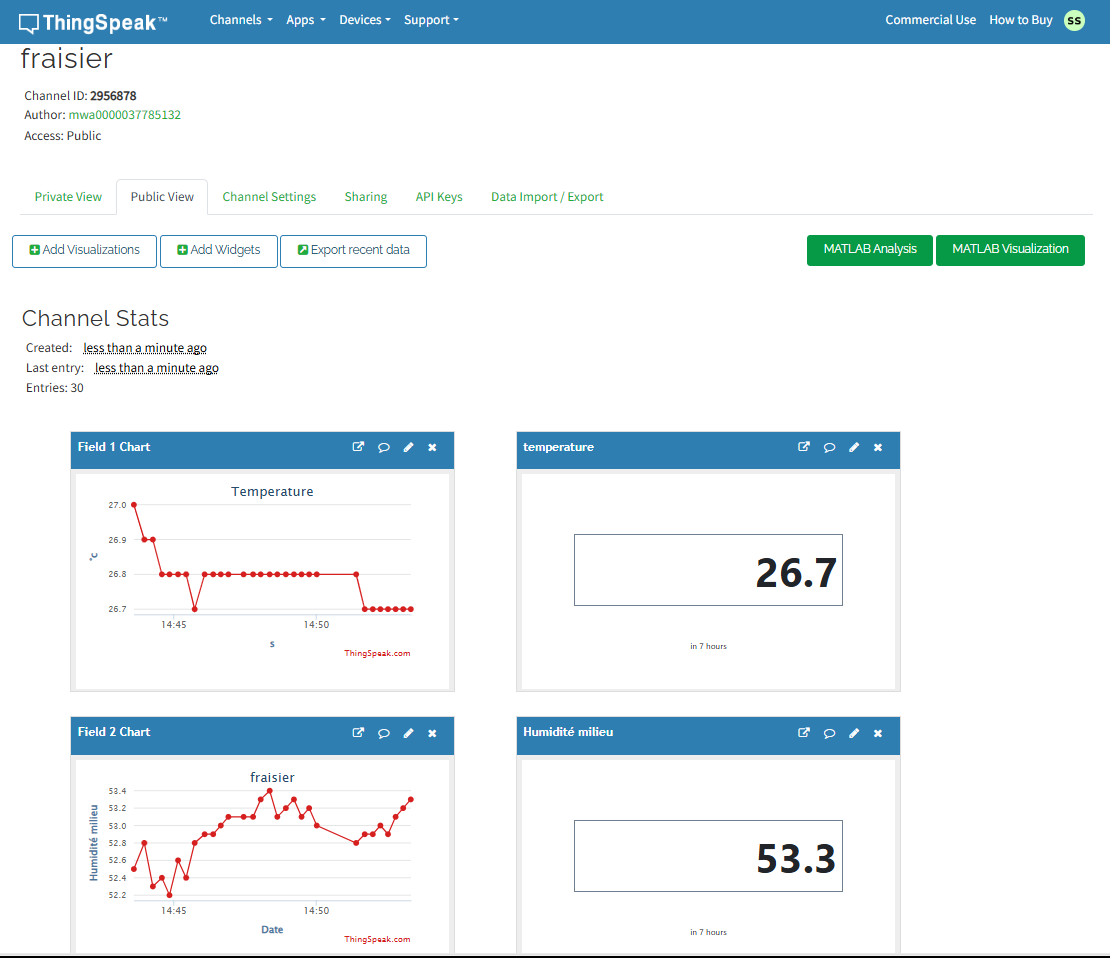 ThingSpeak™ Channels Apps Devices Support Commercial Use How to Buy SS
fraisier
Channel ID: 2956878
Author: mwa0000037785132
Access: Public
Private View Public View Channel Settings Sharing API Keys Data Import / Export
Add Visualizations Add Widgets Export recent data MATLAB Analysis MATLAB Visualization
Channel Stats
Created: less than a minute ago
Last entry: less than a minute ago
Entries: 30
Field 1 Chart
Temperature
27.0
26.9
°c
26.8
26.7
14:45 14:50
s
ThingSpeak.com
temperature
26.7
in 7 hours
Field 2 Chart
fraisier
Humidité milieu
53.4
53.2
53.0
52.8
52.6
52.4
52.2
14:45 14:50
Date
ThingSpeak.com
Humidité milieu
53.3
in 7 hours